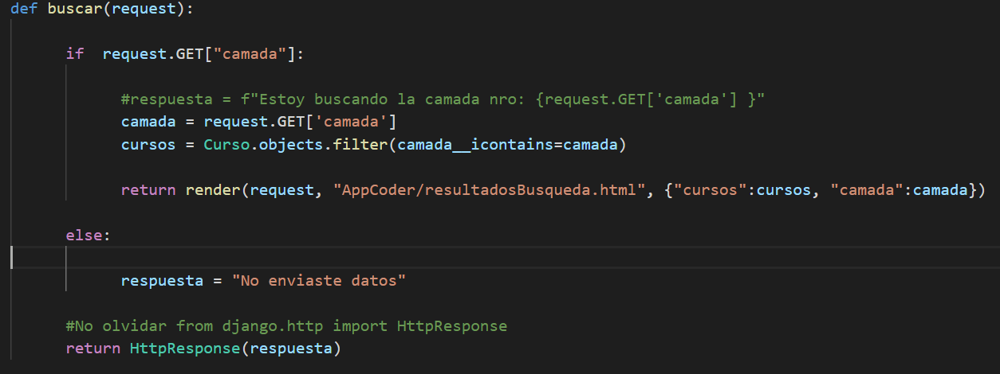 def buscar(request):
if  request.GET["camada"]:
#respuesta = f"Estoy buscando la camada nro: {request.GET['camada'] }"
camada = request.GET['camada']
cursos = Curso.objects.filter(camada__icontains=camada)
return render(request, "AppCoder/resultadosBusqueda.html", {"cursos":cursos, "camada":camada})
else:
respuesta = "No enviaste datos"
#No olvidar from django.http import HttpResponse
return HttpResponse(respuesta)